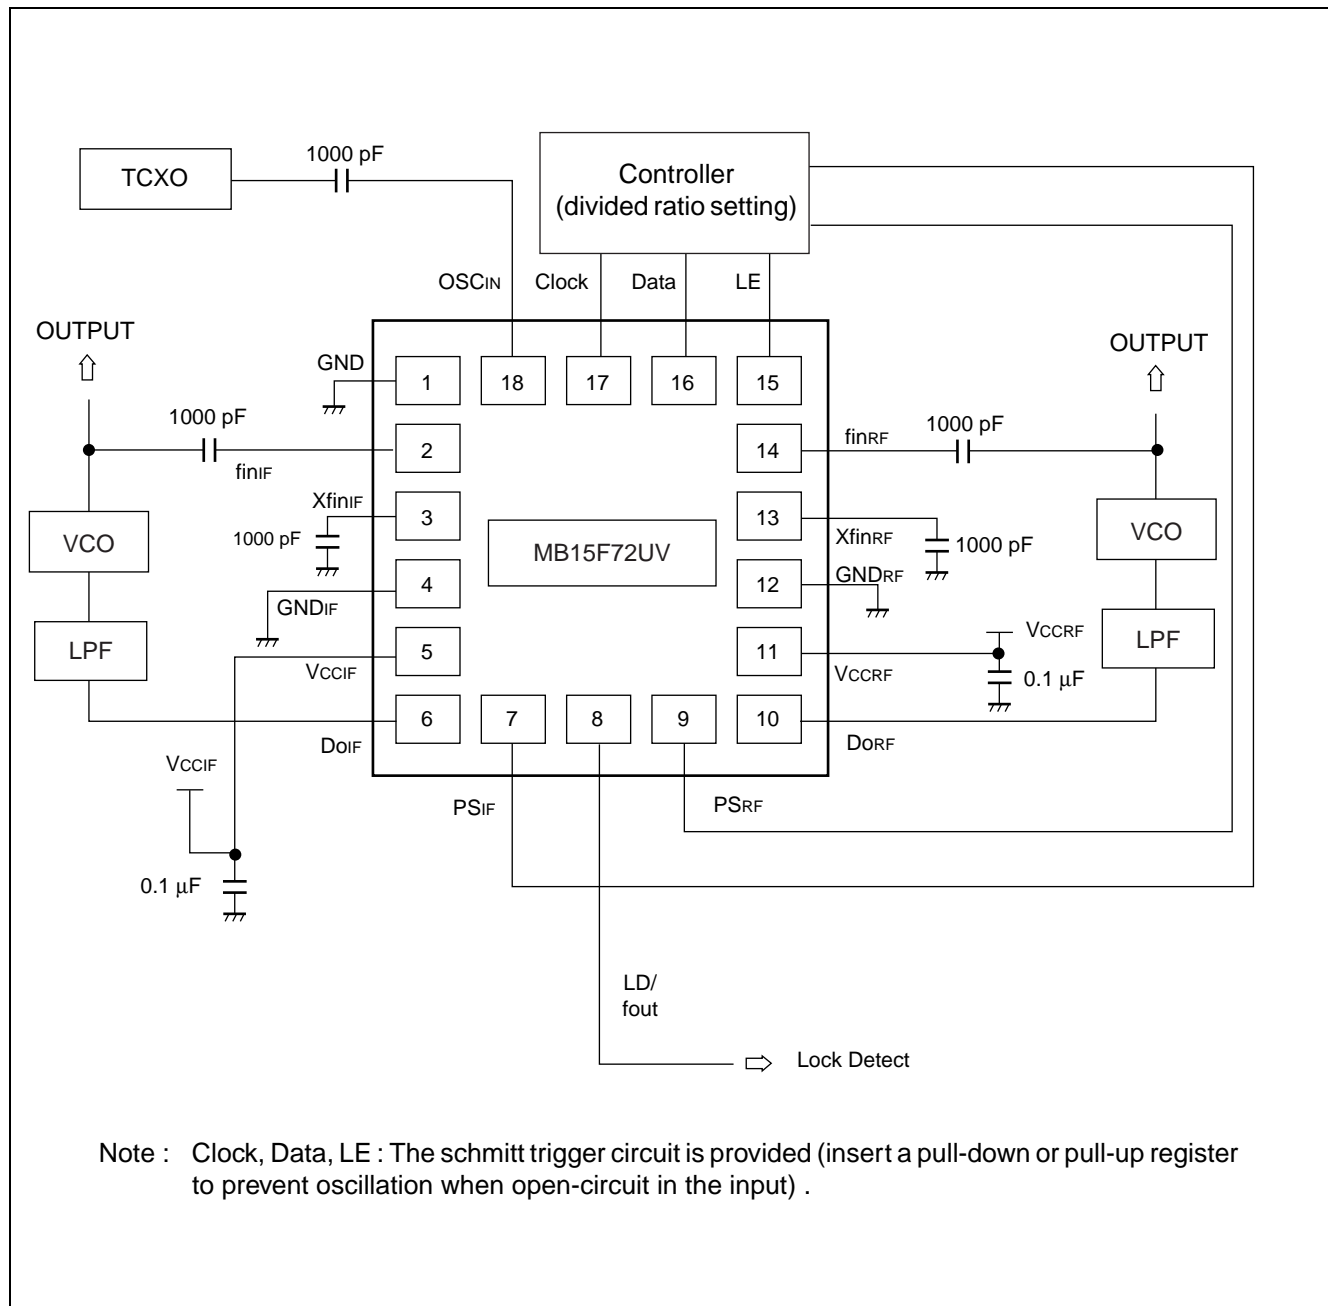 1000 pF
TCXO
Controller
(divided ratio setting)
OSCIN
Clock
Data
LE
OUTPUT
OUTPUT
GND
1
18
17
16
15
1000 pF
finIF
2
14
finRF
1000 pF
XfinIF
3
13
XfinRF
1000 pF
1000 pF
VCO
MB15F72UV
VCO
4
12
GNDIF
GNDRF
LPF
5
11
VCCIF
VCCRF
VCCRF
0.1 μF
LPF
6
7
8
9
10
DoIF
DoRF
VCCIF
PSIF
PSRF
0.1 μF
LD/
fout
Lock Detect
Note : Clock, Data, LE : The schmitt trigger circuit is provided (insert a pull-down or pull-up register
to prevent oscillation when open-circuit in the input) .